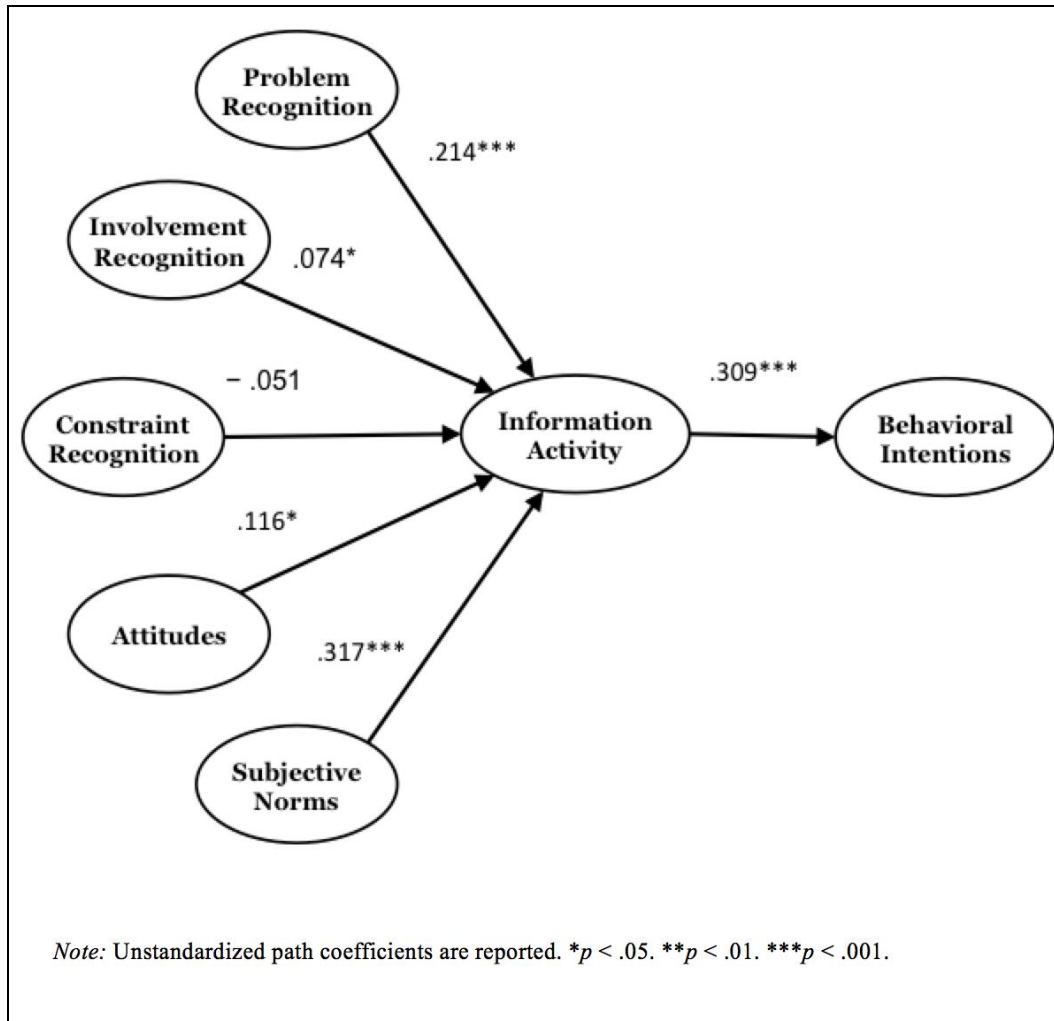 Problem
Recognition
.214***
Involvement
Recognition
.074*
– .051
Constraint
Recognition
Information
Activity
.309***
Behavioral
Intentions
.116*
Attitudes
.317***
Subjective
Norms
Note: Unstandardized path coefficients are reported. *p < .05. **p < .01. ***p < .001.